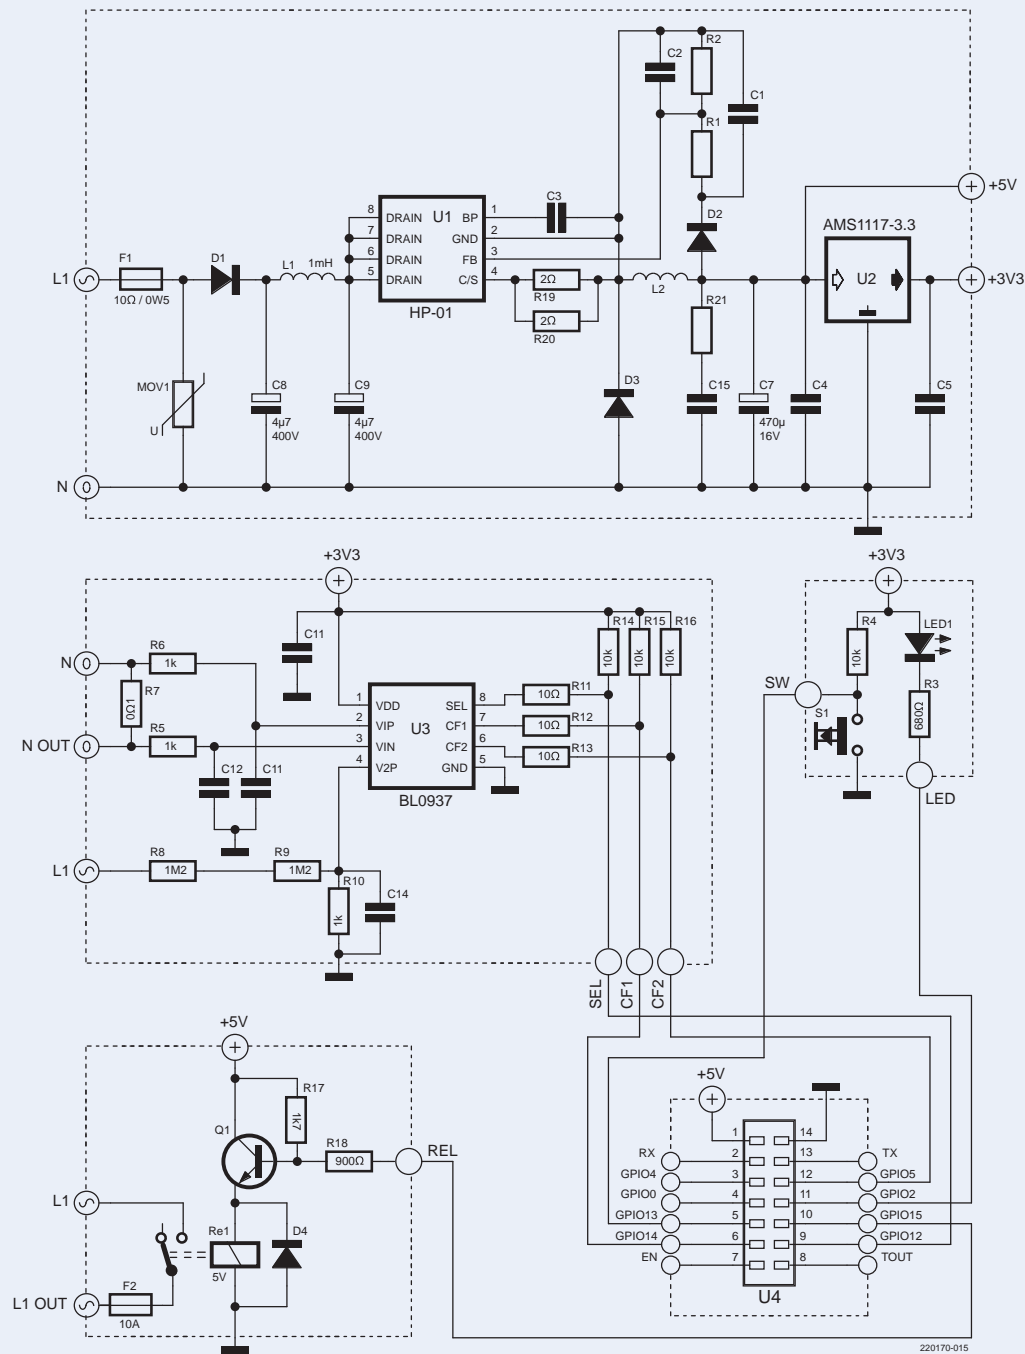 R2
C2
C1
R1
+5V
C3
D2
AMS1117-3.3
8 DRAIN U1 BP 1
7 DRAIN GND 2
6 DRAIN FB 3
5 DRAIN C/S 4
HP-01
L1
F1
10Ω / 0W5
D1
L1 1mH
2Ω
R19
2Ω
R20
L2
U2
+3V3
R21
MOV1
U
C8
4µ7
400V
C9
4µ7
400V
D3
C15
C7
470µ
16V
C4
C5
N
+3V3
+3V3
C11
R14 R15 R16
10k 10k 10k
R4
10k
LED1
N
R6
1k
R7
0Ω1
N OUT
R5
1k
1 VDD SEL 8
2 VIP CF1 7
3 VIN CF2 6
4 V2P GND 5
U3
BL0937
10Ω R11
10Ω R12
10Ω R13
SW
S1
R3
680Ω
LED
C12 C11
L1
R8
1M2
R9
1M2
R10
1k
C14
SEL
CF1
CF2
+5V
R17
1k7
Q1
R18
900Ω
REL
L1
Re1
5V
D4
L1 OUT
F2
10A
+5V
1 14
RX 2 13 TX
GPIO4 3 12 GPIO5
GPIO0 4 11 GPIO2
GPIO13 5 10 GPIO15
GPIO14 6 9 GPIO12
EN 7 8 TOUT
U4
220170-015